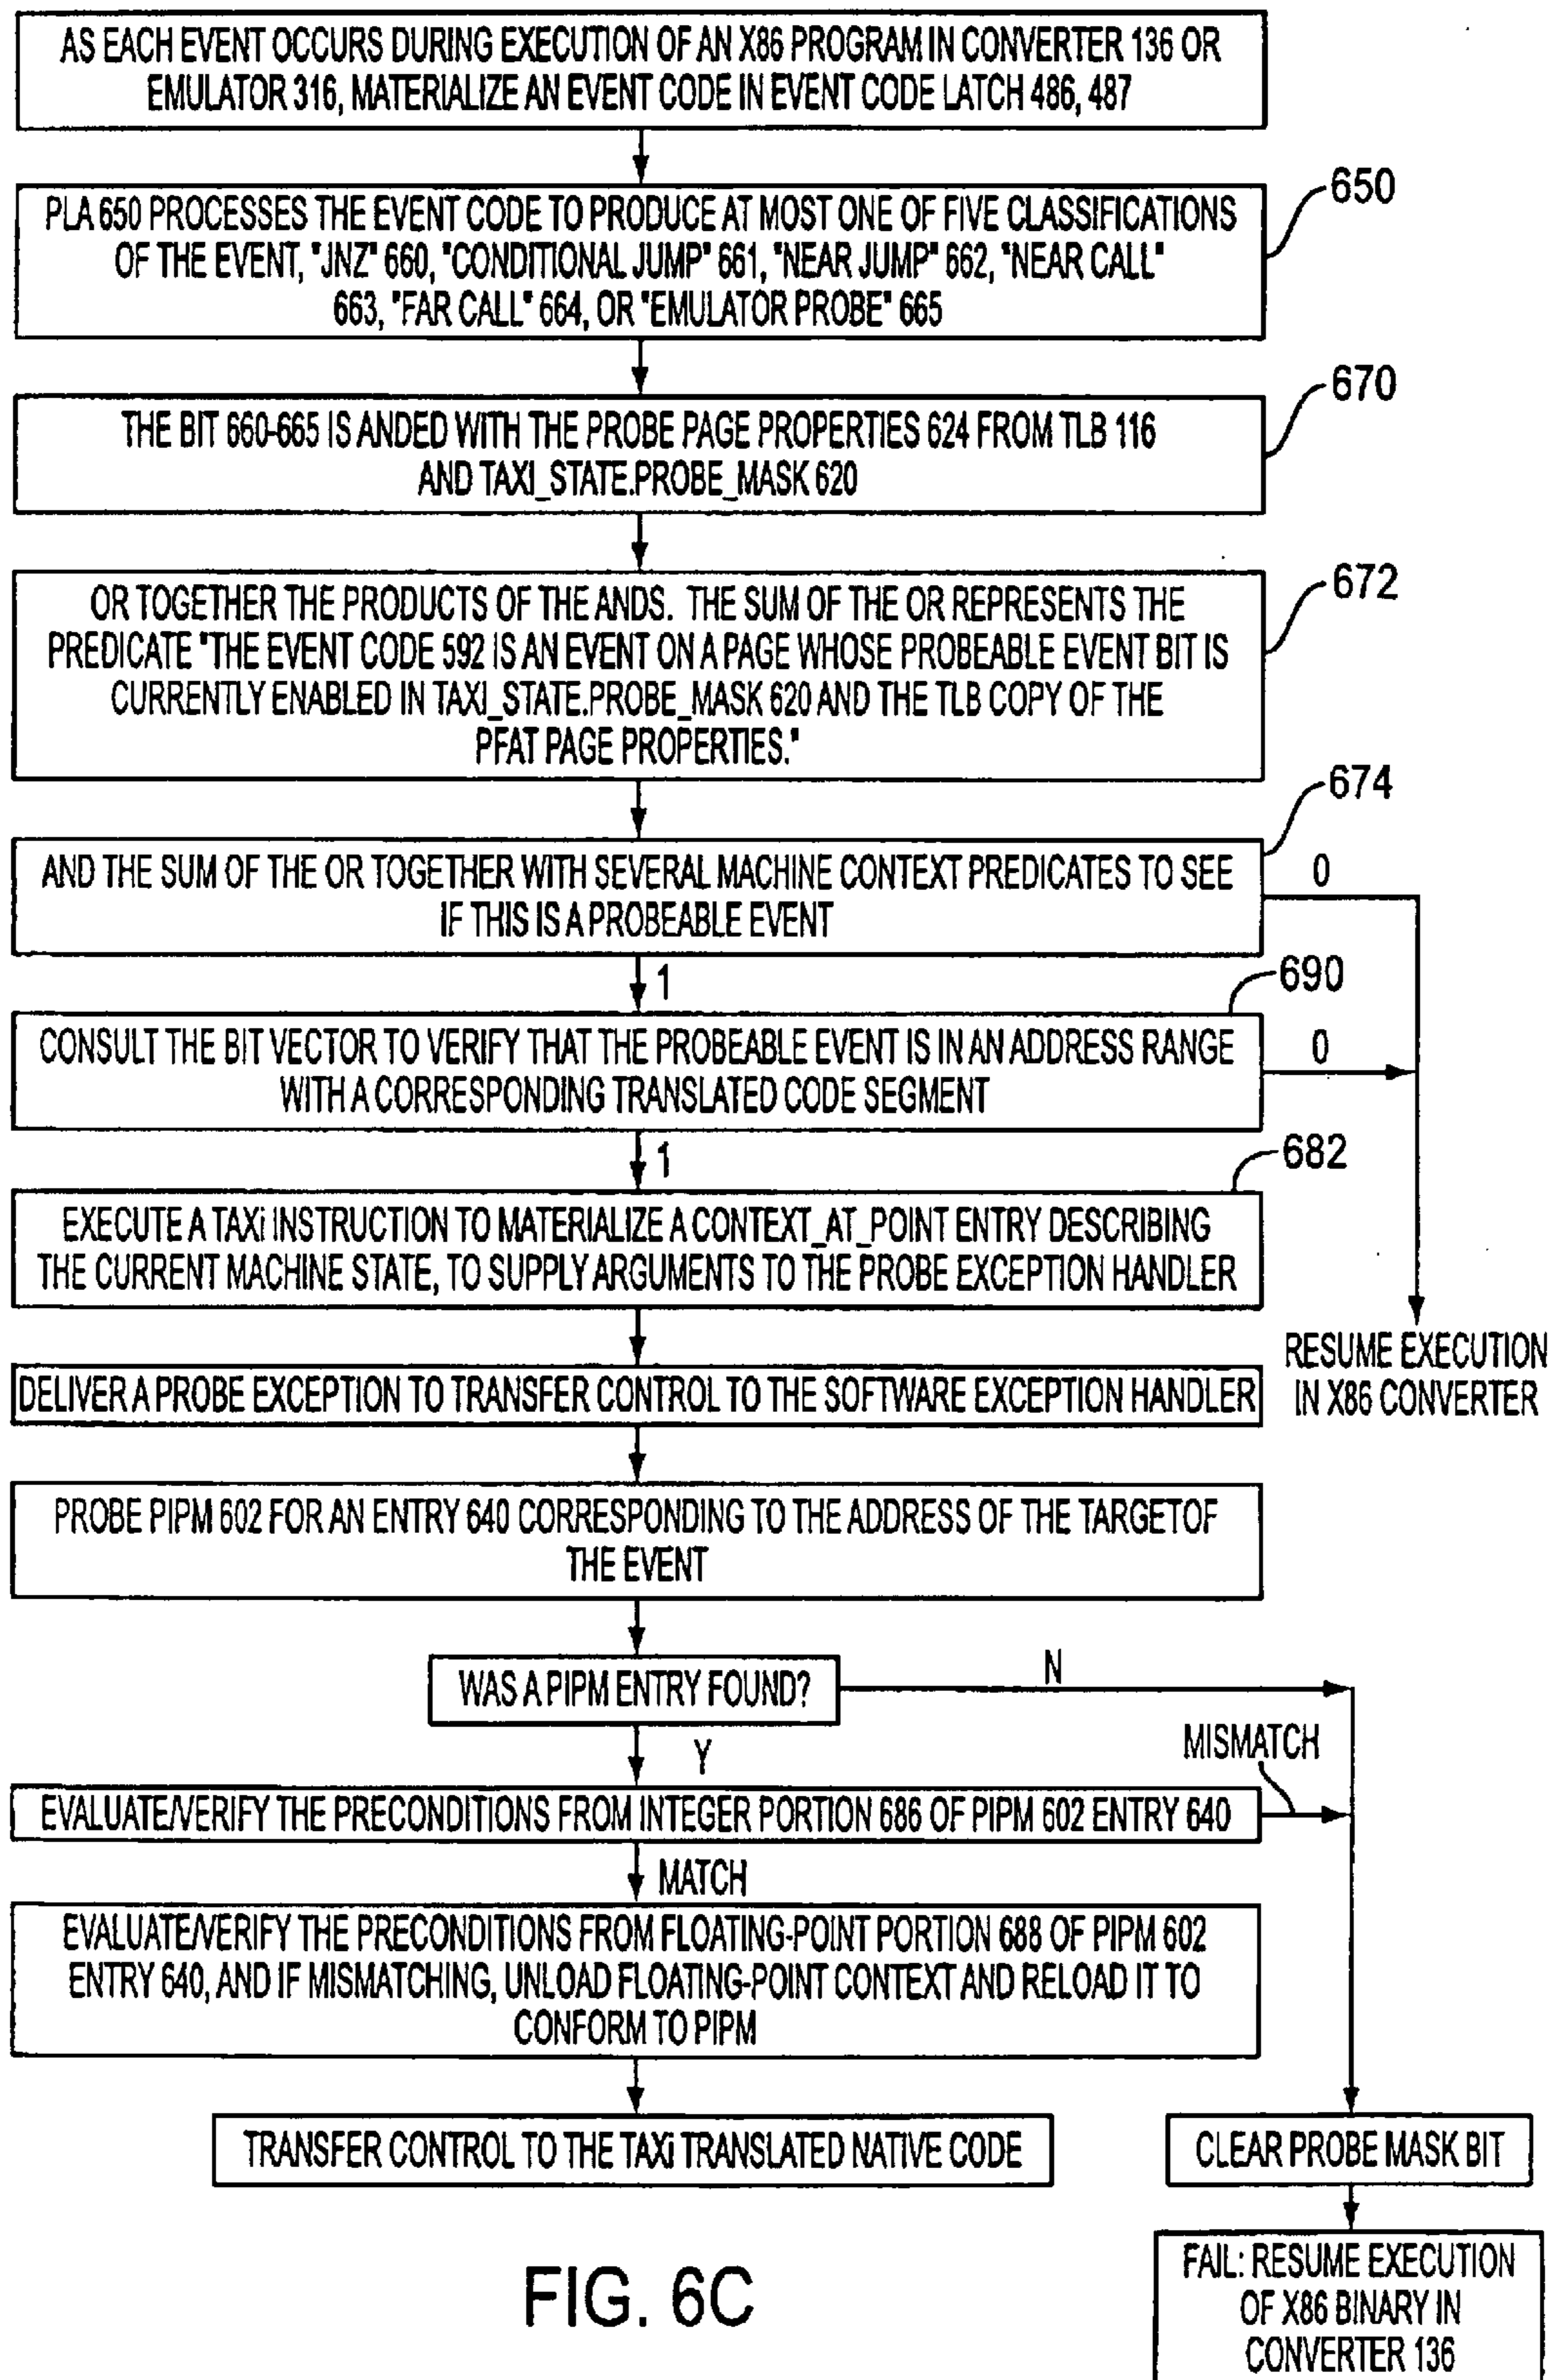 AS EACH EVENT OCCURS DURING EXECUTION OF AN X86 PROGRAM IN CONVERTER 136 OR
EMULATOR 316, MATERIALIZE AN EVENT CODE IN EVENT CODE LATCH 486, 487
650
PLA 650 PROCESSES THE EVENT CODE TO PRODUCE AT MOST ONE OF FIVE CLASSIFICATIONS
OF THE EVENT, "JNZ" 660, "CONDITIONAL JUMP" 661, "NEAR JUMP" 662, "NEAR CALL"
663, "FAR CALL" 664, OR "EMULATOR PROBE" 665
670
THE BIT 660-665 IS ANDED WITH THE PROBE PAGE PROPERTIES 624 FROM TLB 116
AND TAXI_STATE.PROBE_MASK 620
672
OR TOGETHER THE PRODUCTS OF THE ANDS. THE SUM OF THE OR REPRESENTS THE
PREDICATE "THE EVENT CODE 592 IS AN EVENT ON A PAGE WHOSE PROBEABLE EVENT BIT IS
CURRENTLY ENABLED IN TAXI_STATE.PROBE_MASK 620 AND THE TLB COPY OF THE
PFAT PAGE PROPERTIES."
674
AND THE SUM OF THE OR TOGETHER WITH SEVERAL MACHINE CONTEXT PREDICATES TO SEE
IF THIS IS A PROBEABLE EVENT
0
1
690
CONSULT THE BIT VECTOR TO VERIFY THAT THE PROBEABLE EVENT IS IN AN ADDRESS RANGE
WITH A CORRESPONDING TRANSLATED CODE SEGMENT
0
1
682
EXECUTE A TAXi INSTRUCTION TO MATERIALIZE A CONTEXT_AT_POINT ENTRY DESCRIBING
THE CURRENT MACHINE STATE, TO SUPPLY ARGUMENTS TO THE PROBE EXCEPTION HANDLER
RESUME EXECUTION
IN X86 CONVERTER
DELIVER A PROBE EXCEPTION TO TRANSFER CONTROL TO THE SOFTWARE EXCEPTION HANDLER
PROBE PIPM 602 FOR AN ENTRY 640 CORRESPONDING TO THE ADDRESS OF THE TARGETOF
THE EVENT
WAS A PIPM ENTRY FOUND?
N
Y
MISMATCH
EVALUATE/VERIFY THE PRECONDITIONS FROM INTEGER PORTION 686 OF PIPM 602 ENTRY 640
MATCH
EVALUATE/VERIFY THE PRECONDITIONS FROM FLOATING-POINT PORTION 688 OF PIPM 602
ENTRY 640, AND IF MISMATCHING, UNLOAD FLOATING-POINT CONTEXT AND RELOAD IT TO
CONFORM TO PIPM
TRANSFER CONTROL TO THE TAXi TRANSLATED NATIVE CODE
CLEAR PROBE MASK BIT
FAIL: RESUME EXECUTION
OF X86 BINARY IN
CONVERTER 136
FIG. 6C